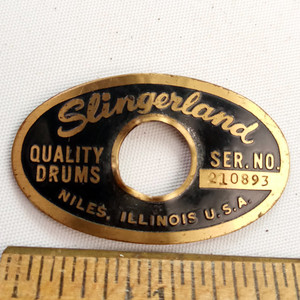 Slingerland
QUALITY
DRUMS
SER. NO.
210893
NILES, ILLINOIS U.S.A.